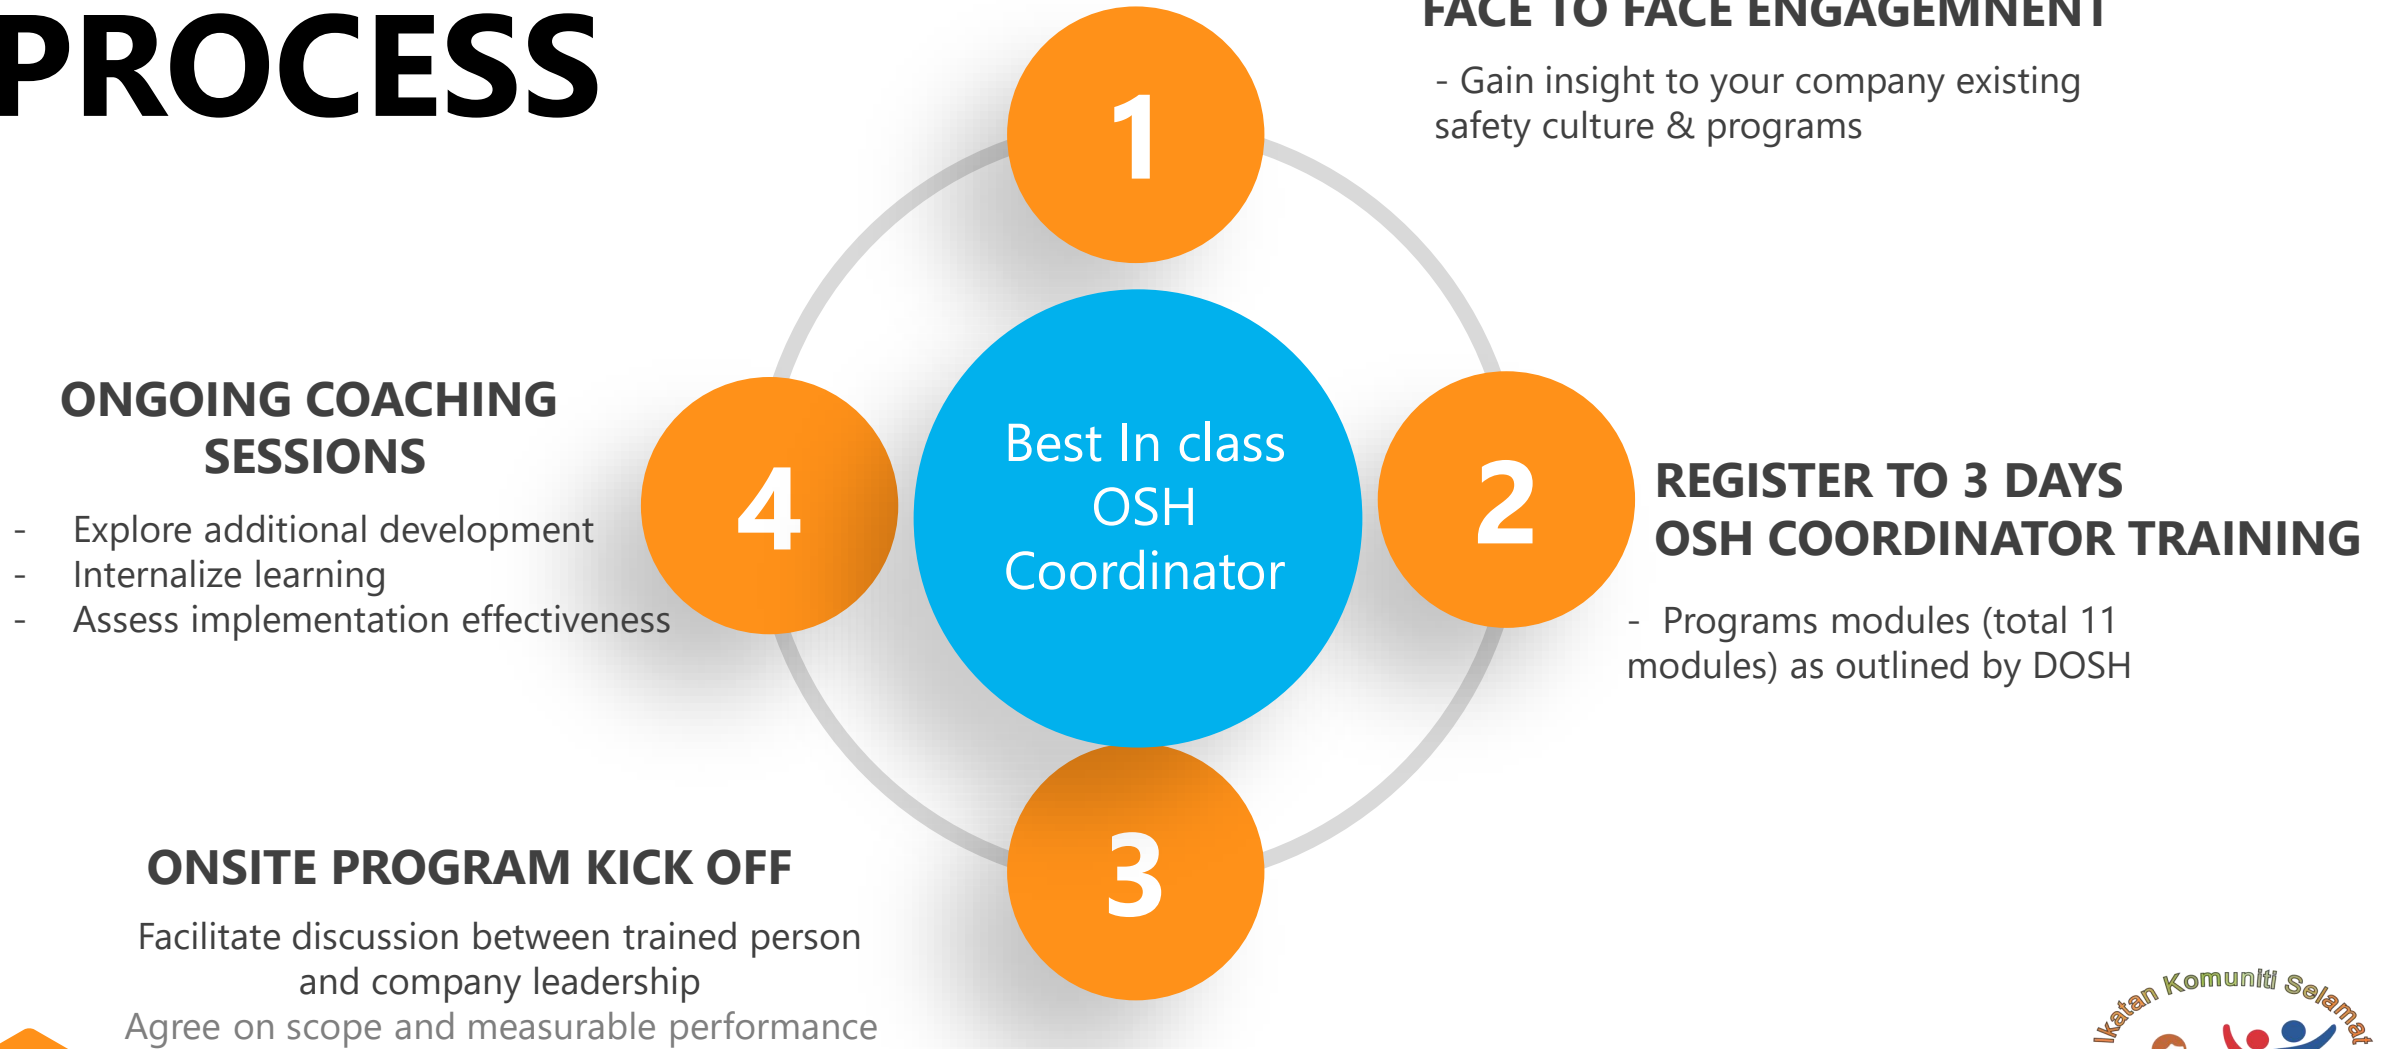 PROCESS
FACE TO FACE ENGAGEMNENT
- Gain insight to your company existing
safety culture & programs
1
Best In class
OSH
Coordinator
2
REGISTER TO 3 DAYS
OSH COORDINATOR TRAINING
- Programs modules (total 11
modules) as outlined by DOSH
3
ONSITE PROGRAM KICK OFF
Facilitate discussion between trained person
and company leadership
Agree on scope and measurable performance
4
ONGOING COACHING
SESSIONS
- Explore additional development
- Internalize learning
- Assess implementation effectiveness
Ikatan Komuniti Selamat